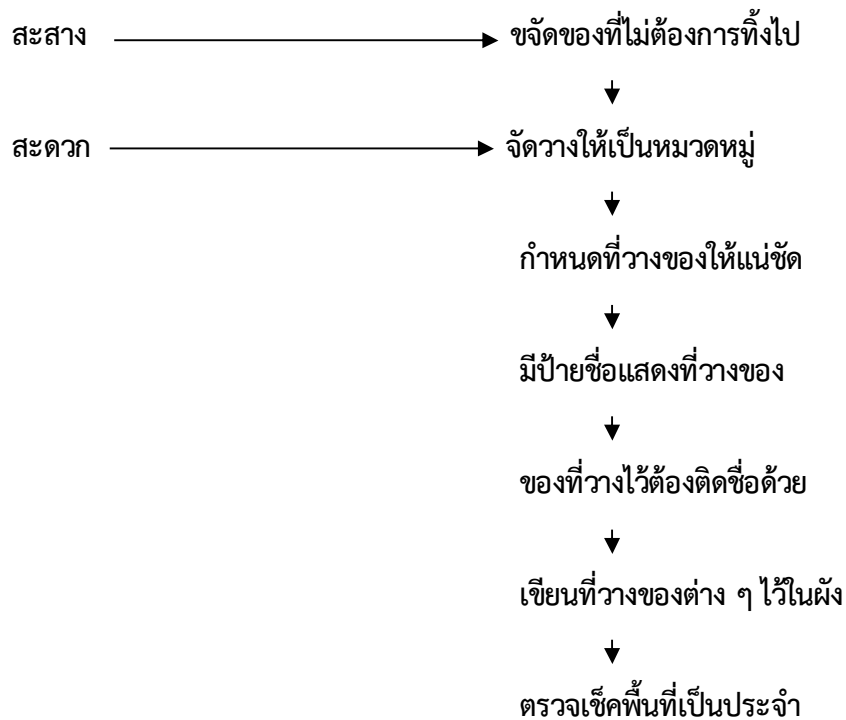 สะสาง ขจัดของที่ไม่ต้องการทิ้งไป
สะดวก จัดวางให้เป็นหมวดหมู่
กำหนดที่วางของให้แน่ชัด
มีป้ายชื่อแสดงที่วางของ
ของที่วางไว้ต้องติดชื่อด้วย
เขียนที่วางของต่าง ๆ ไว้ในผัง
ตรวจเช็คพื้นที่เป็นประจำ